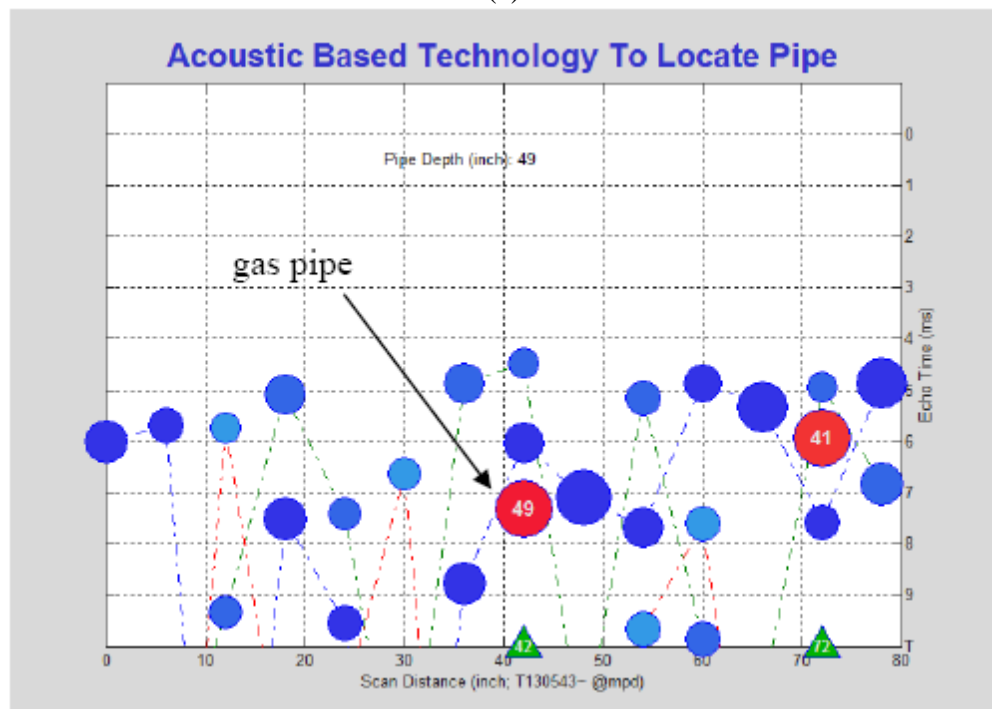 Acoustic Based Technology To Locate Pipe
0
Pipe Depth (inch): 49
1
2
gas pipe
3
4
5
6
7
8
9
T
Echo Time (ms)
41
49
42
72
0 10 20 30 40 50 60 70 80
Scan Distance (inch; T130543~ @mpd)